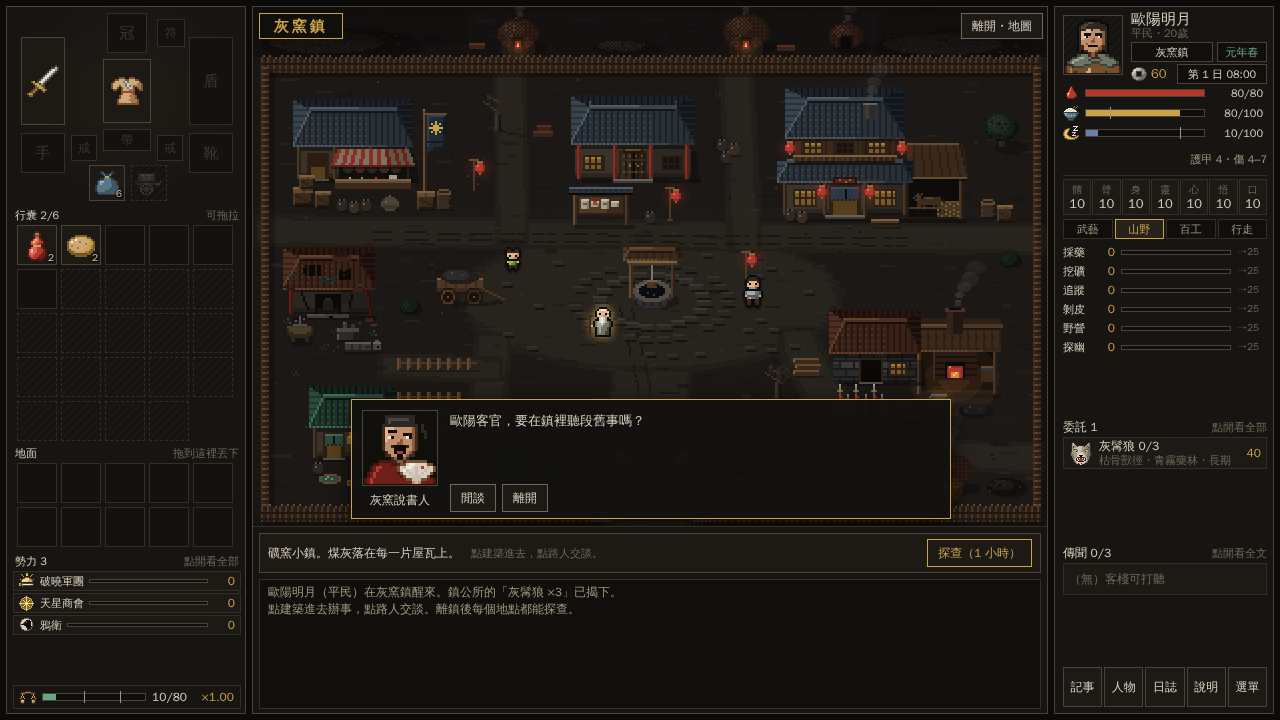 冠
符
盾
手
戒
帶
戒
靴
6
行囊 2/6
可拖拉
2
2
地面
拖到這裡丟下
勢力 3
點開看全部
破曉軍團
0
天星商會
0
鴉衛
0
10/80
×1.00
灰窯鎮
離開・地圖
歐陽客官，要在鎮裡聽段舊事嗎？
灰窯說書人
閒談
離開
礦窯小鎮。煤灰落在每一片屋瓦上。
點建築進去，點路人交談。
探查（1 小時）
歐陽明月（平民）在灰窯鎮醒來。鎮公所的「灰鬃狼 ×3」已揭下。
點建築進去辦事，點路人交談。離鎮後每個地點都能探查。
歐陽明月
平民・20歲
灰窯鎮
元年春
60
第 1 日 08:00
80/80
80/100
10/100
護甲 4・傷 4–7
體 膂 身 靈 心 悟 口
10 10 10 10 10 10 10
武藝
山野
百工
行走
採藥 0 →25
挖礦 0 →25
追蹤 0 →25
剝皮 0 →25
野營 0 →25
探幽 0 →25
委託 1
點開看全部
灰鬃狼 0/3
枯骨獸徑・青霧藥林・長期
40
傳聞 0/3
點開看全文
（無）客棧可打聽
記事
人物
日誌
說明
選單